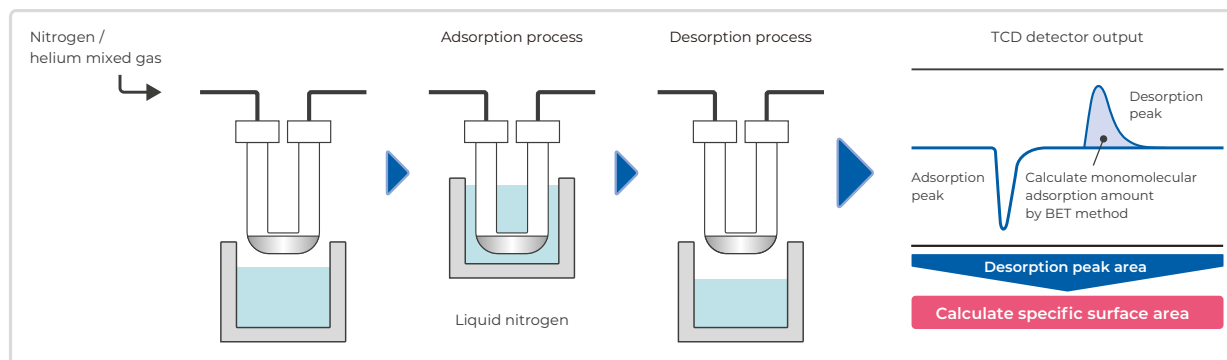 Nitrogen /
helium mixed gas
Adsorption process
Liquid nitrogen
Desorption process
TCD detector output
Desorption
peak
Adsorption
peak
Calculate monomolecular
adsorption amount
by BET method
Desorption peak area
Calculate specific surface area